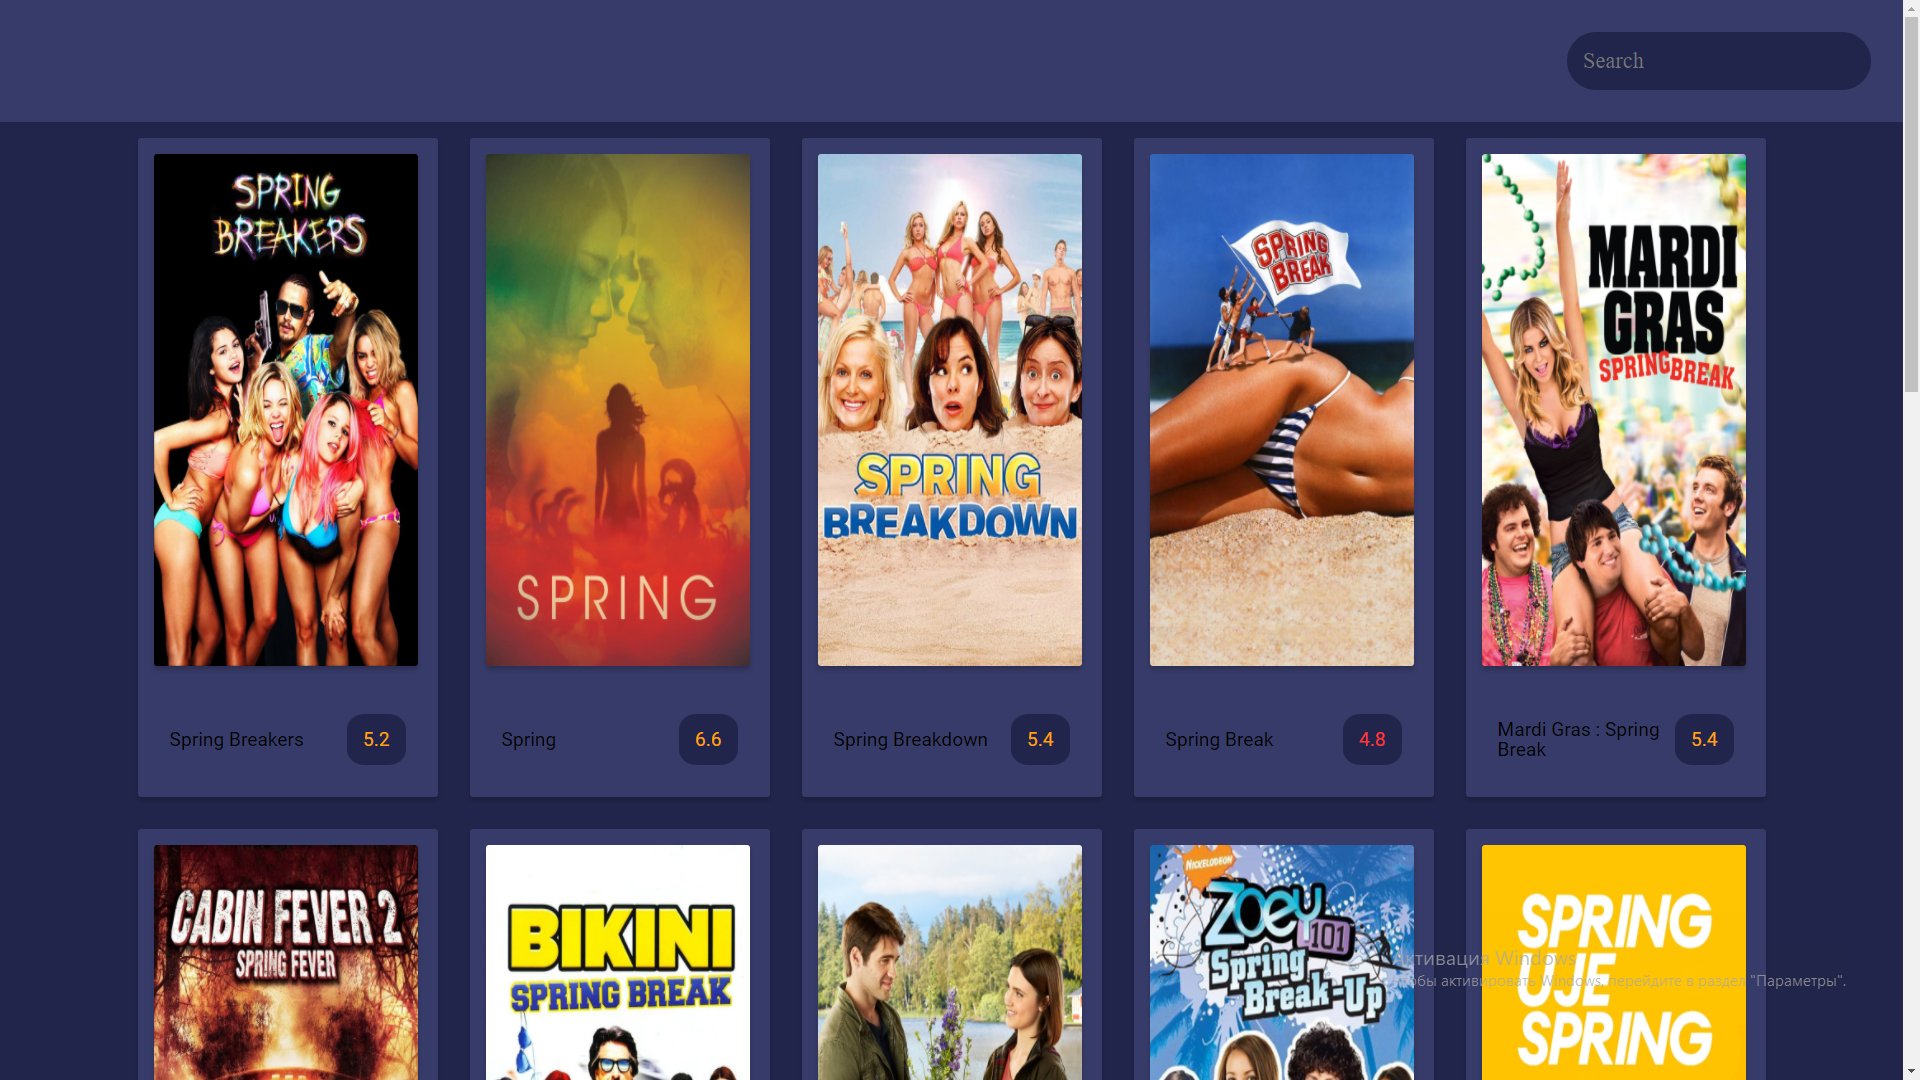 Search
SPRING
BREAKERS
SPRING
SPRING
BREAKDOWN
SPRING
BREAK
MARDI
GRAS
SPRING BREAK
Spring Breakers
5.2
Spring
6.6
Spring Breakdown
5.4
Spring Break
4.8
Mardi Gras : Spring
Break
5.4
CABIN FEVER 2
SPRING FEVER
BIKINI
SPRING BREAK
NICKELODEON
Zoey
101
Spring
Break-Up
SPRING
UJE
SPRING
Активация Windows
Чтобы активировать Windows, перейдите в раздел "Параметры".